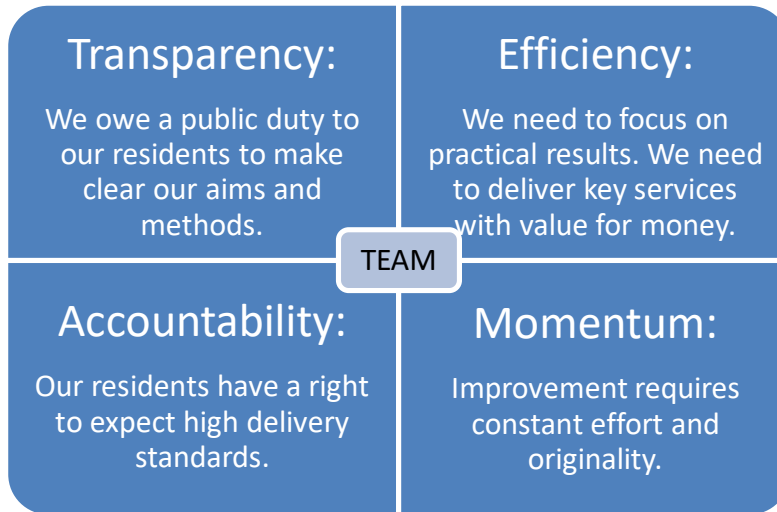 Transparency:
We owe a public duty to
our residents to make
clear our aims and
methods.
Efficiency:
We need to focus on
practical results. We need
to deliver key services
with value for money.
TEAM
Accountability:
Our residents have a right
to expect high delivery
standards.
Momentum:
Improvement requires
constant effort and
originality.